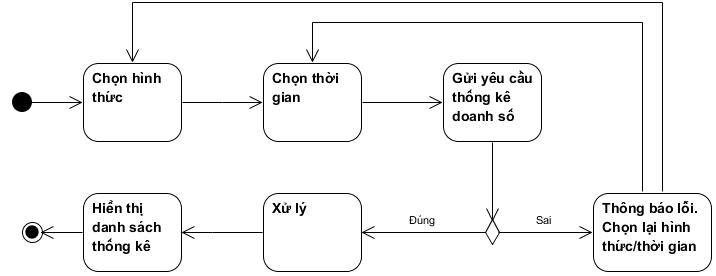 Chọn hình
thức
Chọn thời
gian
Gửi yêu cầu
thống kê
doanh số
Hiển thị
danh sách
thống kê
Xử lý
Đúng
Sai
Thông báo lỗi.
Chọn lại hình
thức/thời gian